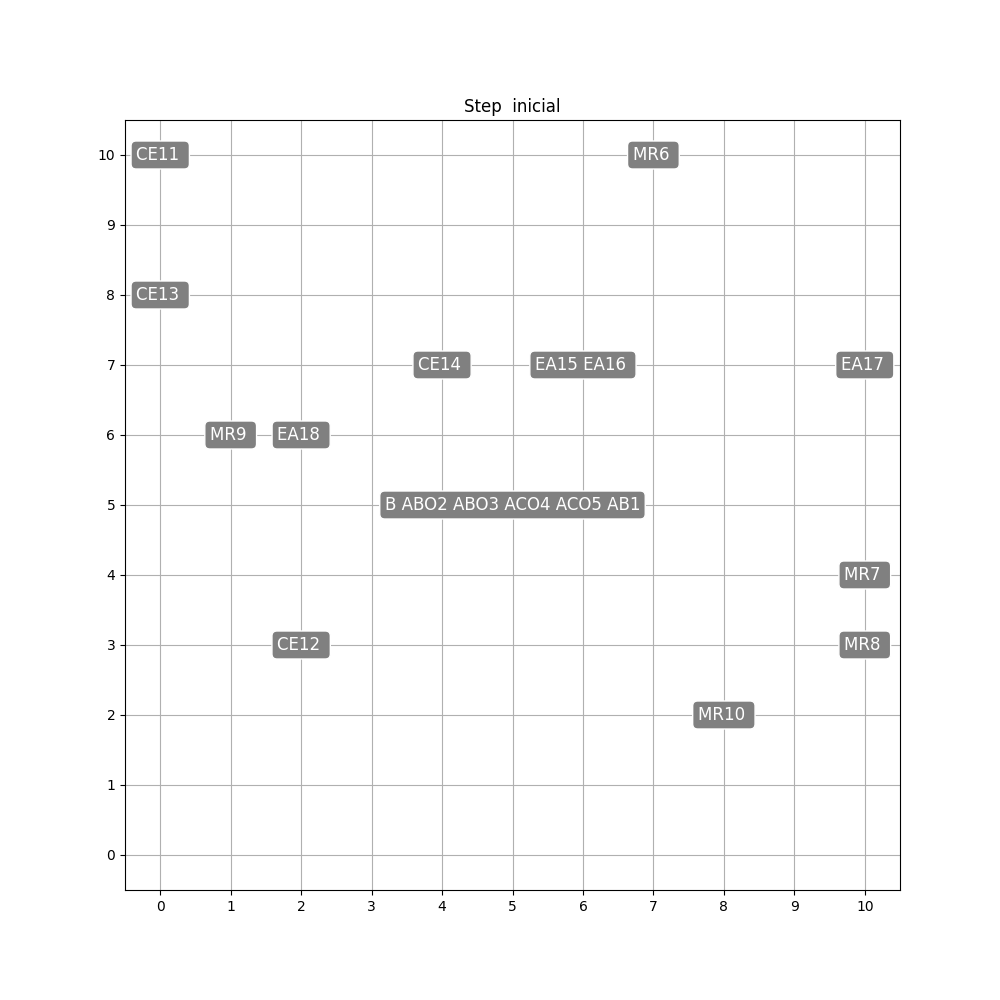 Step inicial
10 CE11 MR6
9
8 CE13
7 CE14 EA15 EA16 EA17
6 MR9 EA18
5 B ABO2 ABO3 ACO4 ACO5 AB1
4 MR7
3 CE12 MR8
2 MR10
1
0
0 1 2 3 4 5 6 7 8 9 10